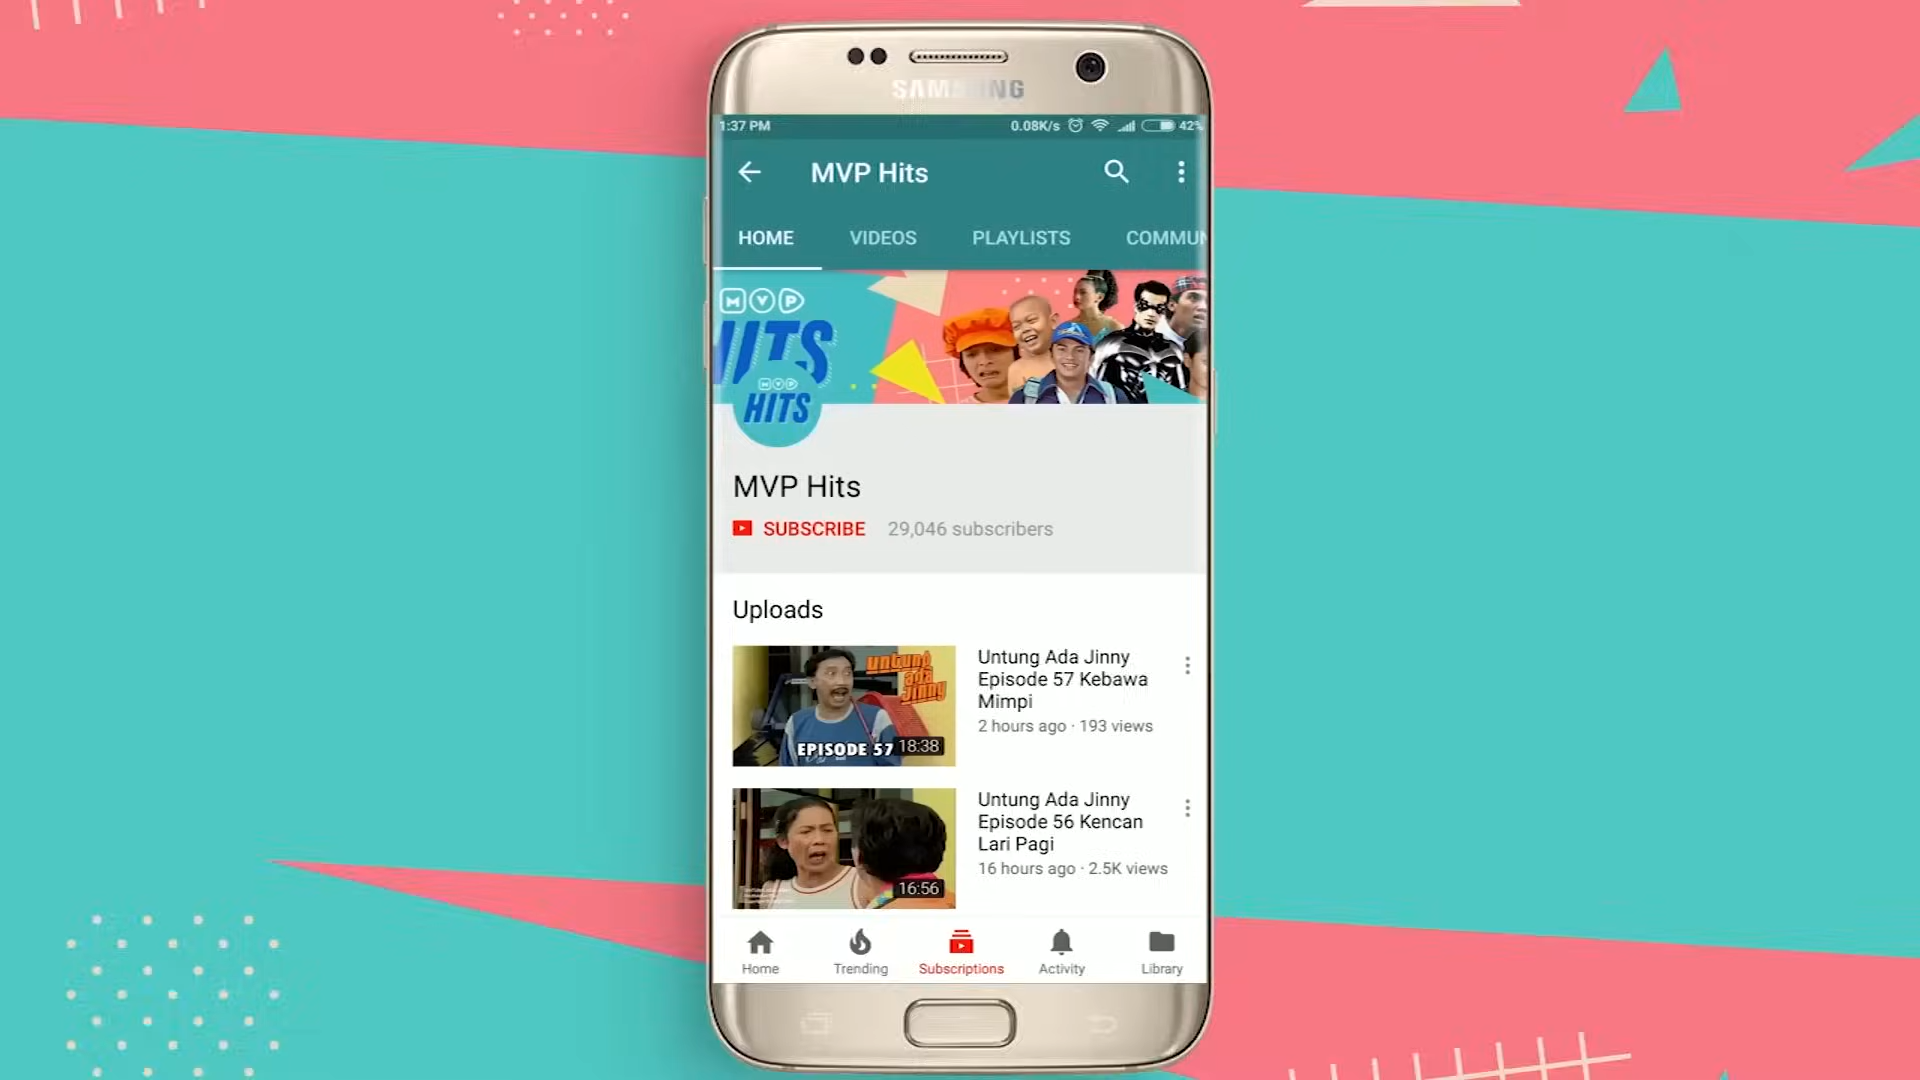 SAMSUNG
1:37 PM 0.08K/s 42%
MVP Hits
HOME VIDEOS PLAYLISTS COMMUN
MVP
HITS
MVP
HITS
MVP Hits
SUBSCRIBE 29,046 subscribers
Uploads
untung
ada
jinny
EPISODE 57 18:38
Untung Ada Jinny
Episode 57 Kebawa
Mimpi
2 hours ago · 193 views
16:56
Untung Ada Jinny
Episode 56 Kencan
Lari Pagi
16 hours ago · 2.5K views
Home Trending Subscriptions Activity Library